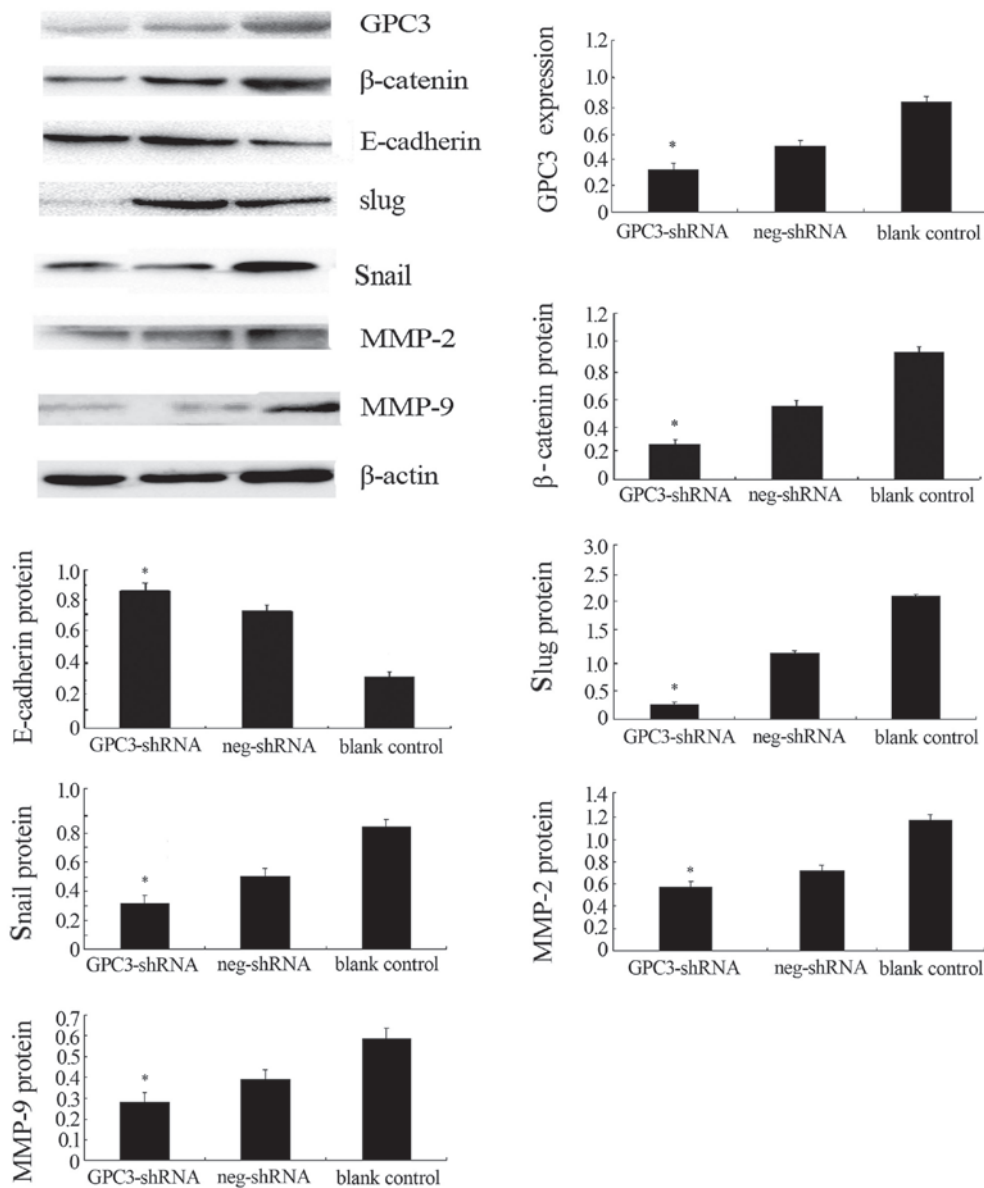 GPC3
β-catenin
E-cadherin
slug
Snail
MMP-2
MMP-9
β-actin
GPC3 expression
1.2
1.0
0.8
0.6
0.4
0.2
0
*
GPC3-shRNA neg-shRNA blank control
β-catenin protein
1.2
1.0
0.8
0.6
0.2
0
*
GPC3-shRNA neg-shRNA blank control
E-cadherin protein
1.0
0.8
0.6
0.4
0.2
0
*
GPC3-shRNA neg-shRNA blank control
Slug protein
3.0
2.5
2.0
1.5
1.0
0.5
0
*
GPC3-shRNA neg-shRNA blank control
Snail protein
1.0
0.8
0.6
0.4
0.2
0
*
GPC3-shRNA neg-shRNA blank control
MMP-2 protein
1.4
1.2
1.0
0.8
0.6
0.4
0.2
0
*
GPC3-shRNA neg-shRNA blank control
MMP-9 protein
0.7
0.6
0.5
0.4
0.3
0.2
0.1
0
*
GPC3-shRNA neg-shRNA blank control